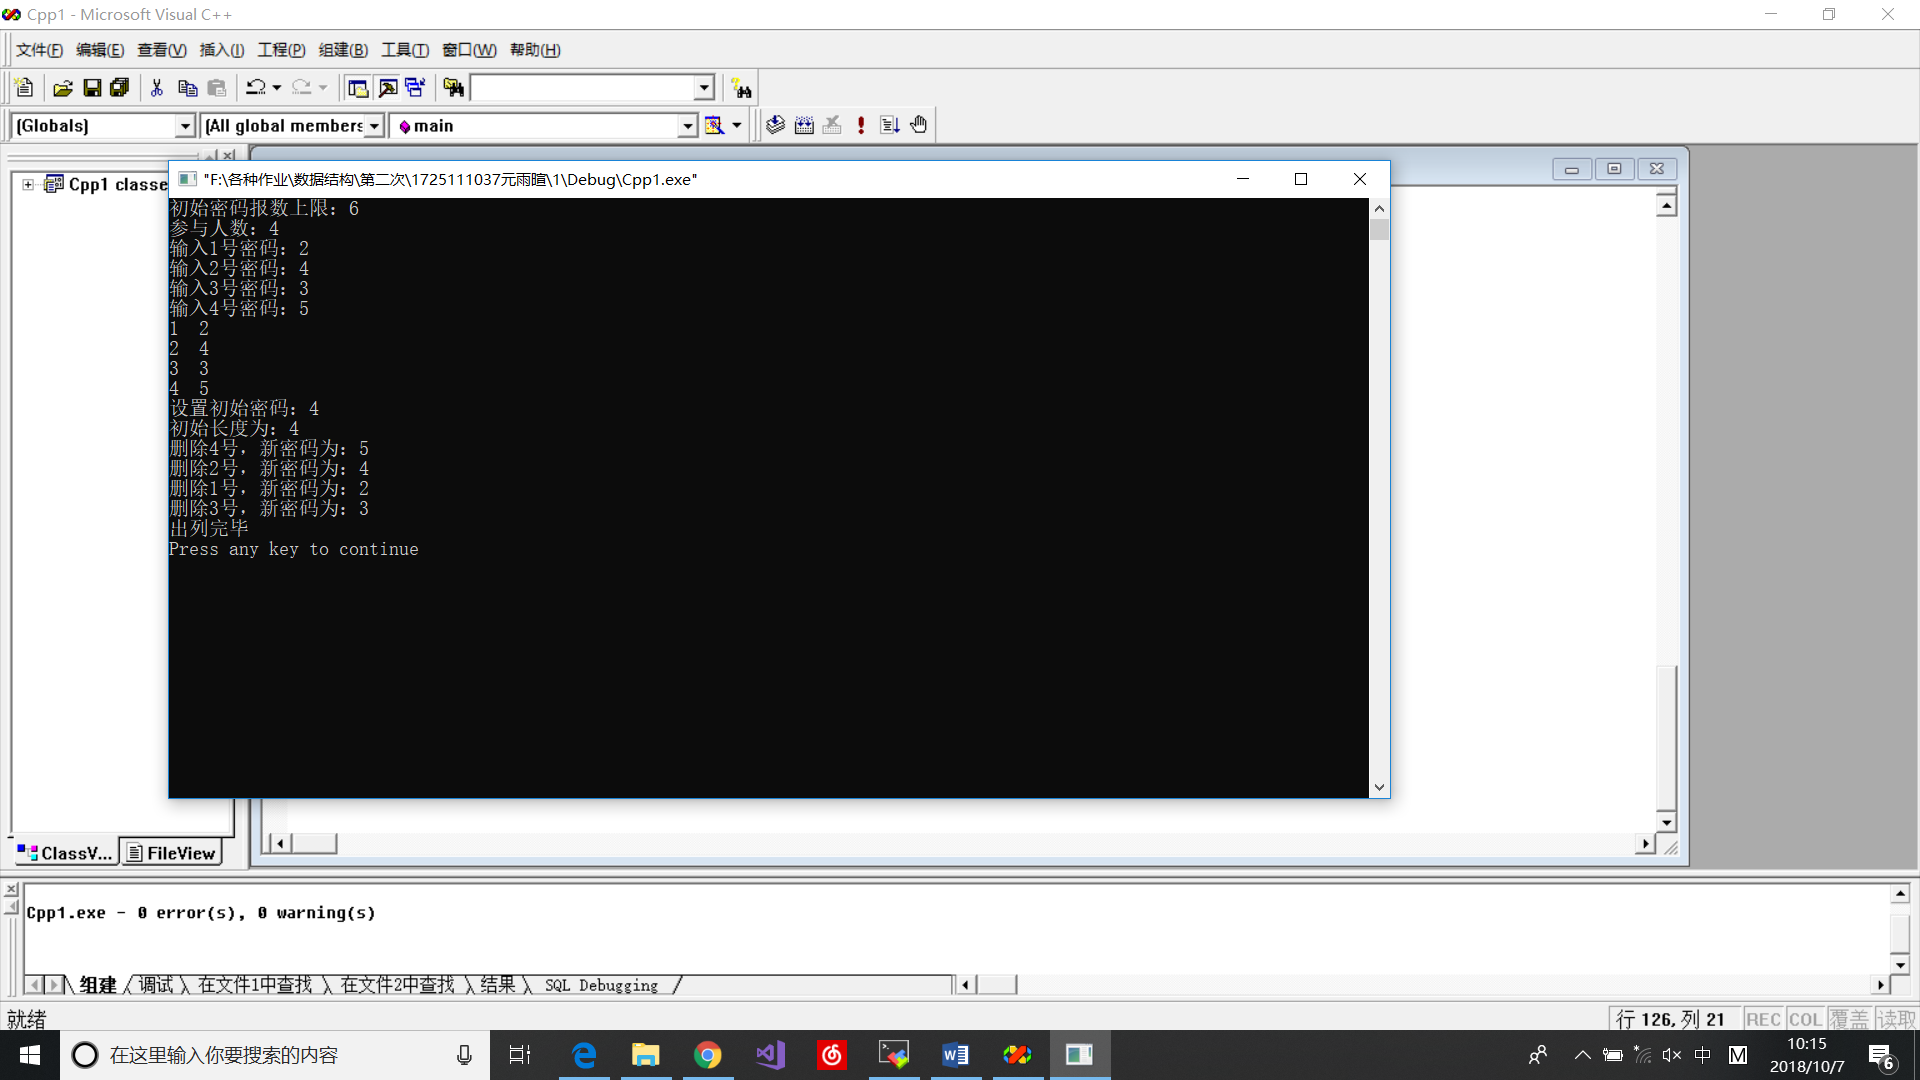 Cpp1 - Microsoft Visual C++
文件(F) 编辑(E) 查看(V) 插入(I) 工程(P) 组建(B) 工具(T) 窗口(W) 帮助(H)
(Globals) (All global members main
Cpp1 classe
"F:\各种作业\数据结构\第二次\1725111037元雨暄\1\Debug\Cpp1.exe"
初始密码报数上限：6
参与人数：4
输入1号密码：2
输入2号密码：4
输入3号密码：3
输入4号密码：5
1 2
2 4
3 3
4 5
设置初始密码：4
初始长度为：4
删除4号，新密码为：5
删除2号，新密码为：4
删除1号，新密码为：2
删除3号，新密码为：3
出列完毕
Press any key to continue
ClassV... FileView
Cpp1.exe - 0 error(s), 0 warning(s)
组建 调试 在文件1中查找 在文件2中查找 结果 SQL Debugging
就绪
行 126, 列 21 REC COL 覆盖 读取
在这里输入你要搜索的内容
中 M
10:15
2018/10/7
6